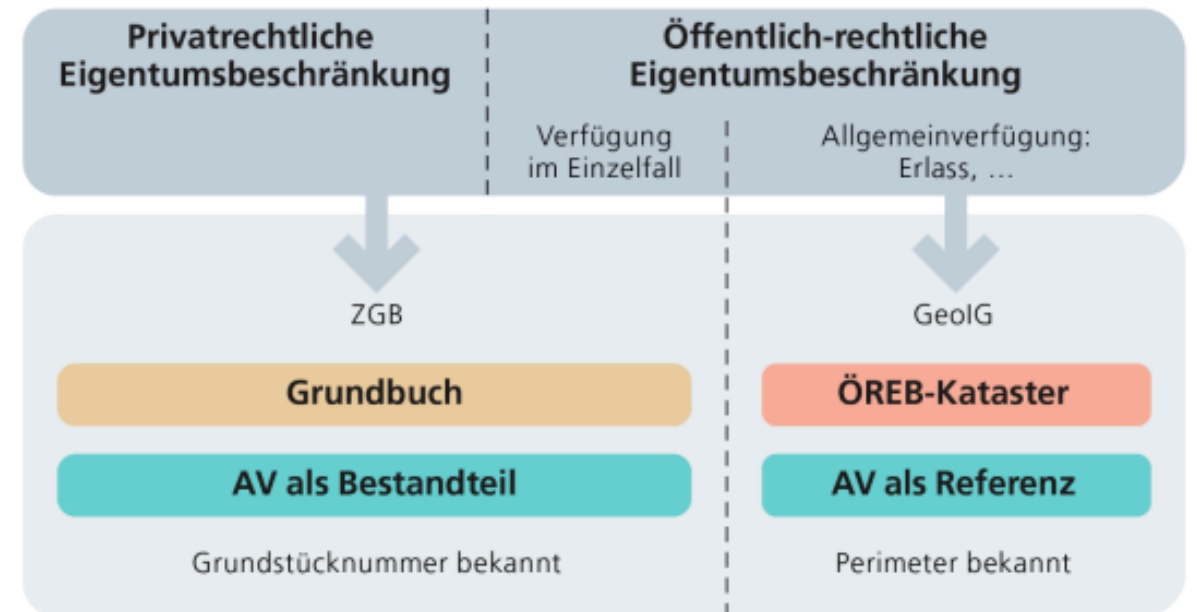 Privatrechtliche
Eigentumsbeschränkung
Öffentlich-rechtliche
Eigentumsbeschränkung
Verfügung
im Einzelfall
Allgemeinverfügung:
Erlass, ...
ZGB
GeoIG
Grundbuch
ÖREB-Kataster
AV als Bestandteil
AV als Referenz
Grundstücknummer bekannt
Perimeter bekannt